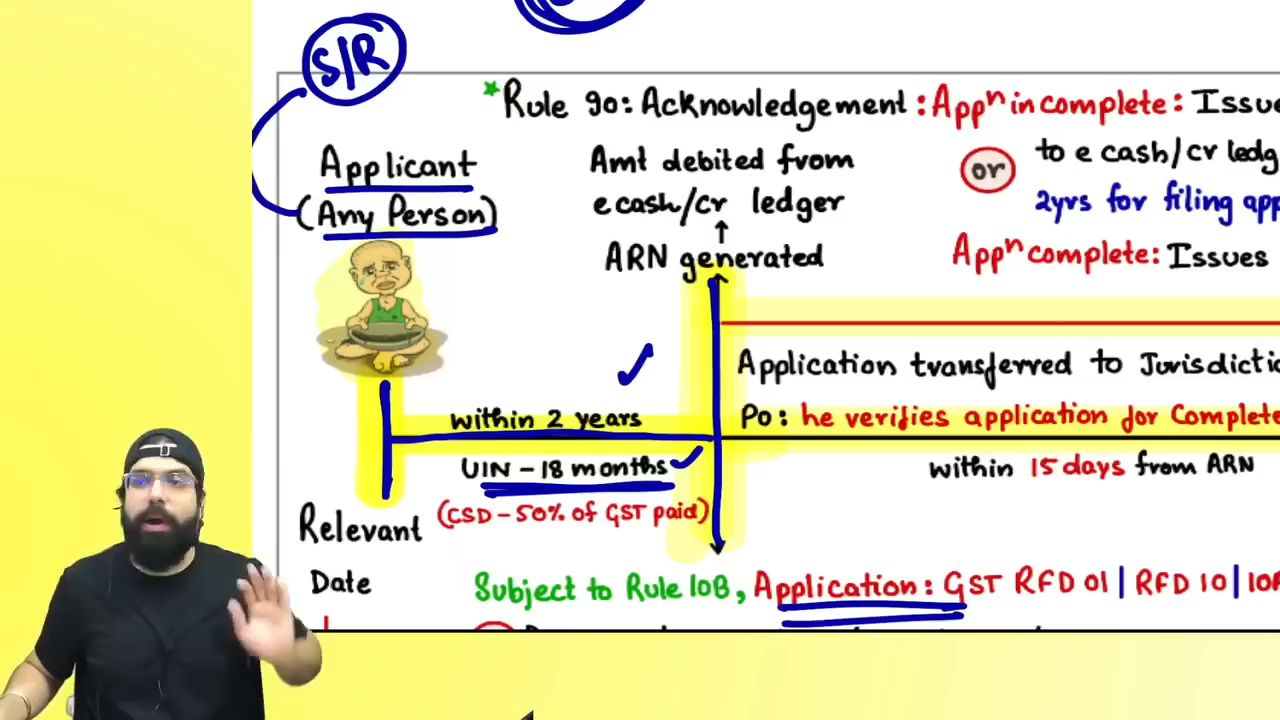 S/R
*Rule 90: Acknowledgement : Appⁿ incomplete: Issue
Applicant
(Any Person)
Amt debited from
ecash/cr ledger
↑
ARN generated
or
to e cash/cr ledg
2yrs for filing app
Appⁿ complete: Issues
within 2 years
UIN – 18 months
(CSD – 50% of GST paid)
Application transferred to Jurisdicti
PO: he verifies application for Complete
within 15 days from ARN
Relevant
Date
Subject to Rule 10B, Application: GST RFD 01 | RFD 10 | 10